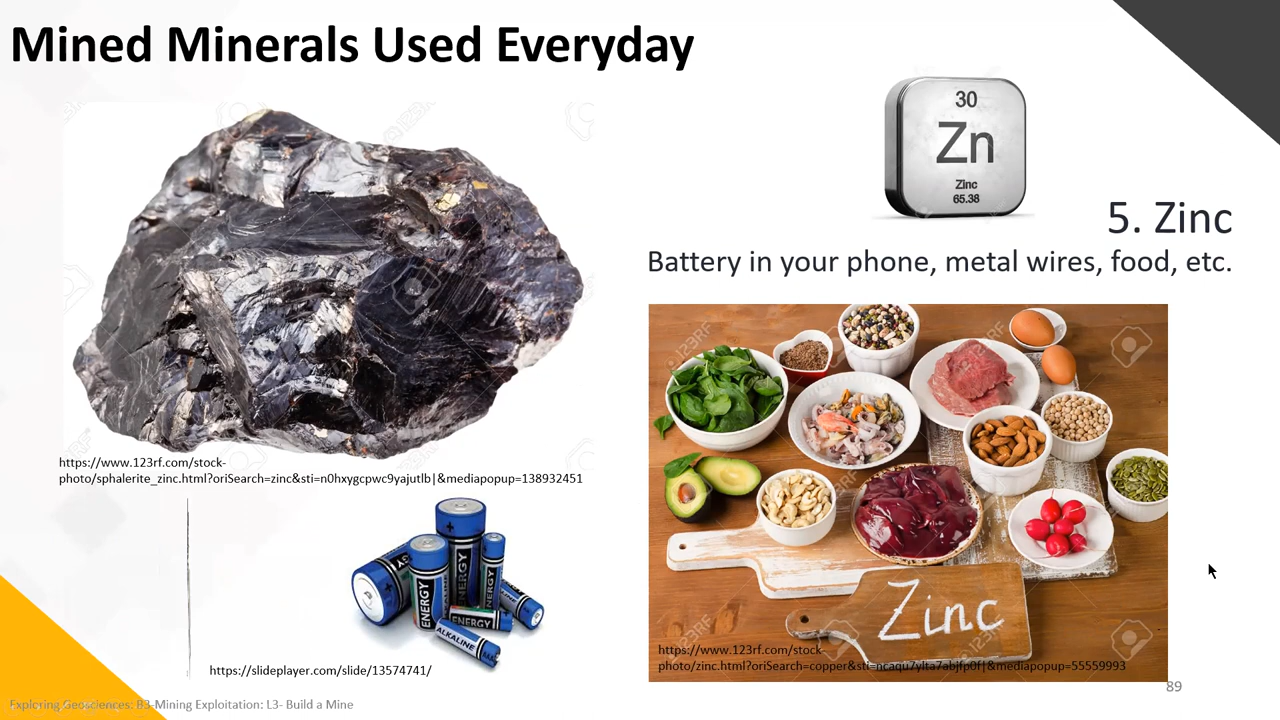 Mined Minerals Used Everyday
30
Zn
Zinc
65.38
5. Zinc
Battery in your phone, metal wires, food, etc.
https://www.123rf.com/stock-
photo/sphalerite_zinc.html?oriSearch=zinc&sti=n0hxygcpwc9yajutlb|&mediapopup=138932451
+
ENERGY
ENERGY
ENERGY
ENERGY
ALKALINE
https://slideplayer.com/slide/13574741/
Zinc
https://www.123rf.com/stock-
photo/zinc.html?oriSearch=copper&sti=ncaqu7ylta7abjfp0f|&mediapopup=55559993
89
Exploring Geosciences: B3-Mining Exploitation: L3- Build a Mine